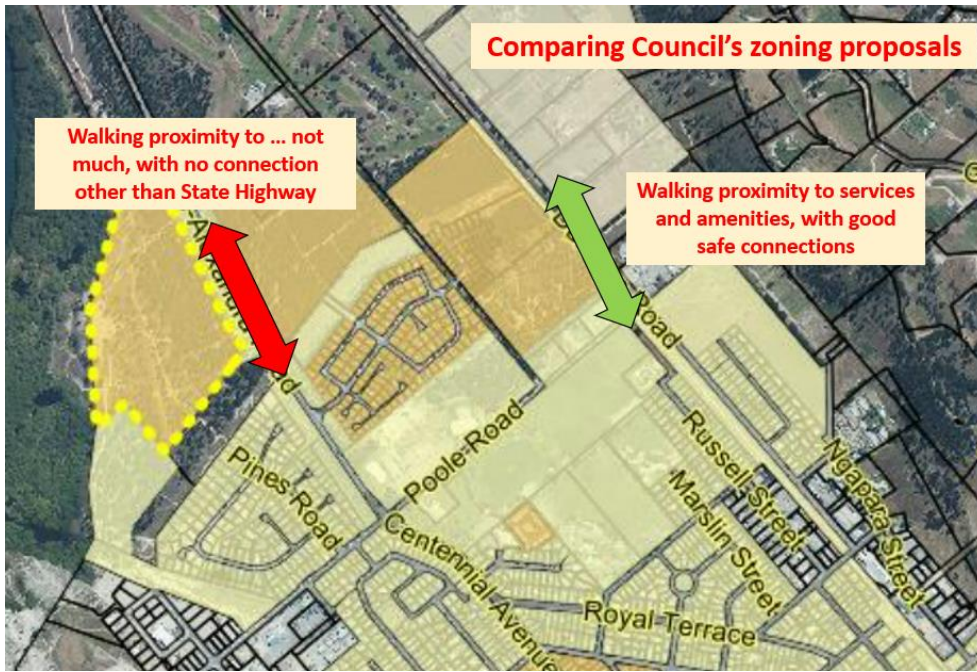 Comparing Council's zoning proposals
Walking proximity to ... not
much, with no connection
other than State Highway
Walking proximity to services
and amenities, with good
safe connections
Road
Poole Road
Pines Road
Centennial Avenue
Russell Street
Marslin Street
Ngapara Street
Royal Terrace